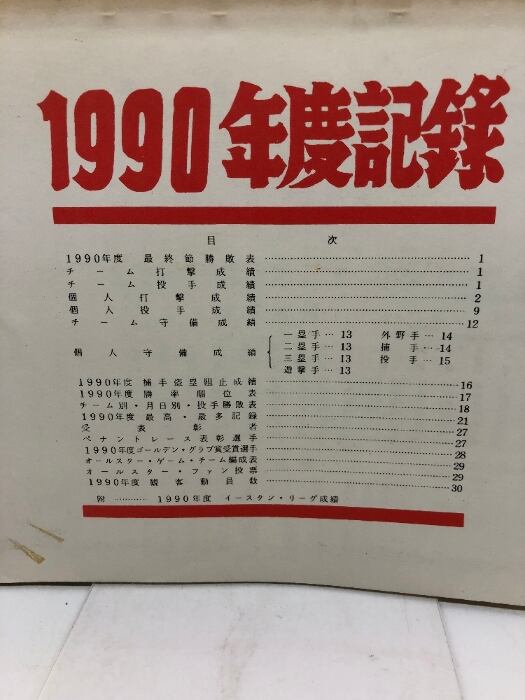 1990年度記録
目次
1990年度 最終節勝敗表 1
チーム打撃成績 1
チーム投手成績 1
個人打撃成績 2
個人投手成績 9
チーム守備成績 12
個人守備成績
一塁手… 13 外野手… 14
二塁手… 13 捕手… 14
三塁手… 13 投手… 15
遊撃手… 13
1990年度 捕手盗塁阻止成績 16
1990年度 勝率順位表 17
チーム別・月日別・投手勝敗表 18
1990年度 最高・最多記録 21
受表彰者 27
ペナントレース表彰選手 27
1990年度ゴールデン・グラブ賞受賞選手 28
オールスター・ゲーム・チーム編成表 29
オールスター・ファン投票 29
1990年度 観客動員数 30
附 ……… 1990年度 イースタン・リーグ成績